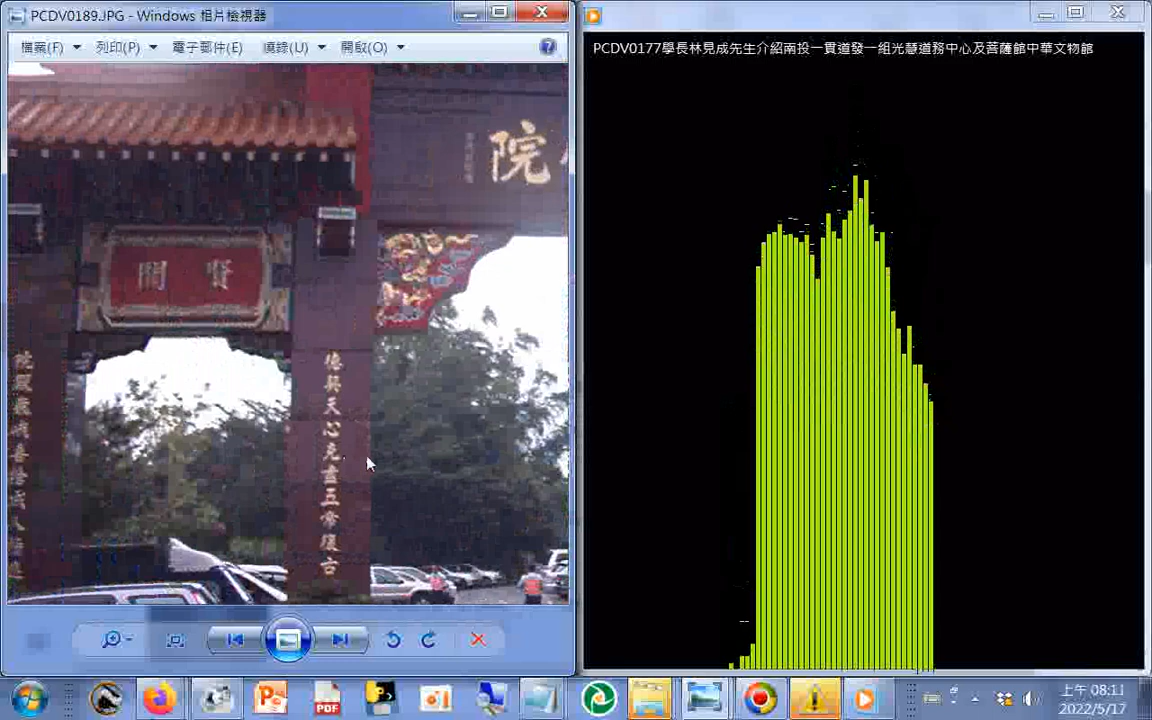 PCDV0189.JPG - Windows 相片檢視器
檔案(F) 列印(P) 電子郵件(E) 燒錄(U) 開啟(O)
院
賢關
德契天心克盡五常復古
PCDV0177學長林見成先生介紹南投一貫道發一組光慧道務中心及菩薩館中華文物館
PDF
上午 08:11
2022/5/17